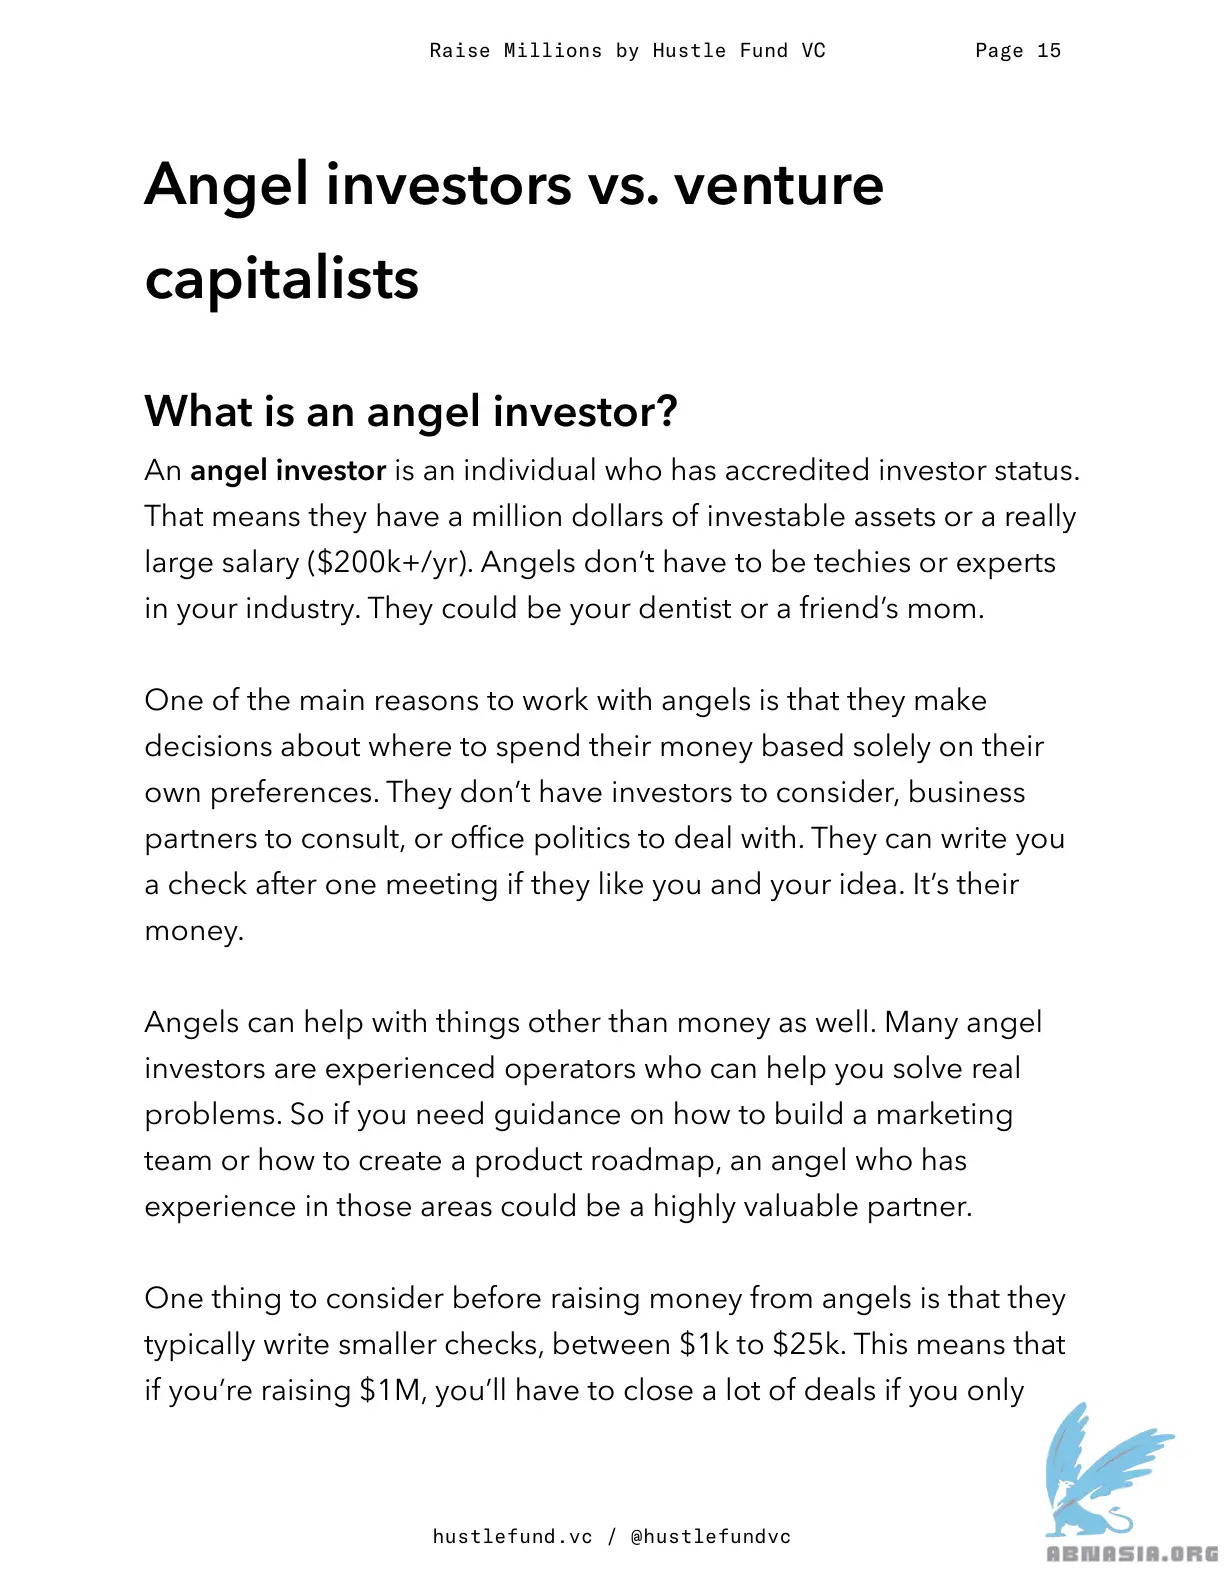 Raise Millions by Hustle Fund VC Page 15
Angel investors vs. venture
capitalists
What is an angel investor?
An angel investor is an individual who has accredited investor status.
That means they have a million dollars of investable assets or a really
large salary ($200k+/yr). Angels don’t have to be techies or experts
in your industry. They could be your dentist or a friend’s mom.
One of the main reasons to work with angels is that they make
decisions about where to spend their money based solely on their
own preferences. They don’t have investors to consider, business
partners to consult, or office politics to deal with. They can write you
a check after one meeting if they like you and your idea. It’s their
money.
Angels can help with things other than money as well. Many angel
investors are experienced operators who can help you solve real
problems. So if you need guidance on how to build a marketing
team or how to create a product roadmap, an angel who has
experience in those areas could be a highly valuable partner.
One thing to consider before raising money from angels is that they
typically write smaller checks, between $1k to $25k. This means that
if you’re raising $1M, you’ll have to close a lot of deals if you only
hustlefund.vc / @hustlefundvc
ABNASIA.ORG